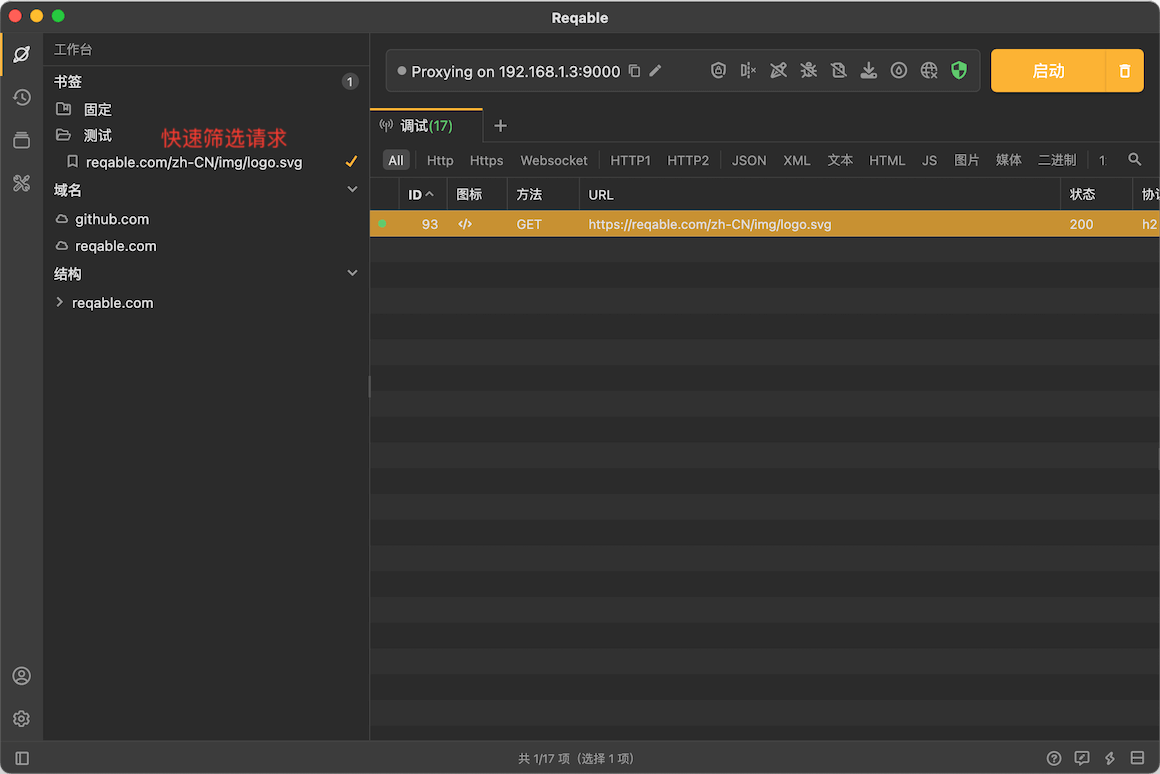 Reqable
工作台
书签 1
固定
测试
快速筛选请求
reqable.com/zh-CN/img/logo.svg
域名
github.com
reqable.com
结构
reqable.com
Proxying on 192.168.1.3:9000
启动
调试(17)
All Http Https Websocket HTTP1 HTTP2 JSON XML 文本 HTML JS 图片 媒体 二进制 1
ID 图标 方法 URL 状态
93 </> GET https://reqable.com/zh-CN/img/logo.svg 200 h2
共 1/17 项（选择 1 项）